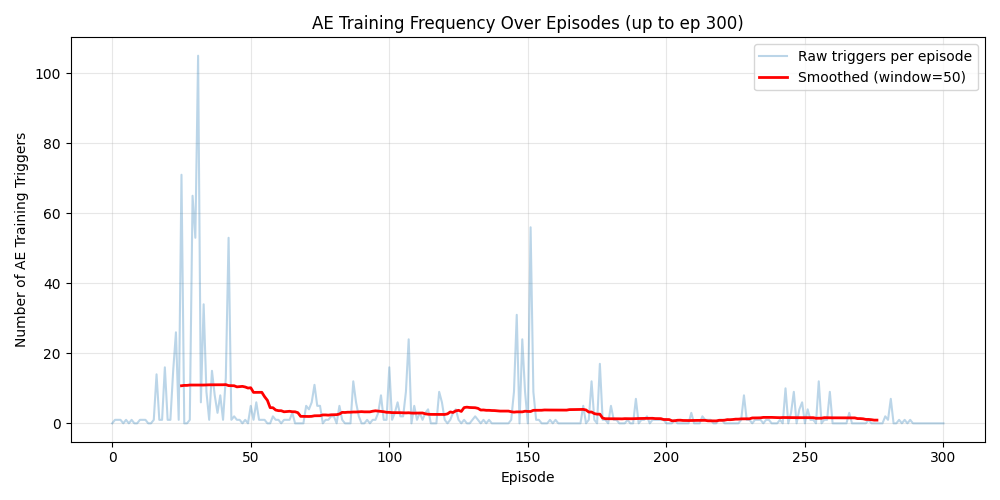 AE Training Frequency Over Episodes (up to ep 300)
Raw triggers per episode
Smoothed (window=50)
Number of AE Training Triggers
100
80
60
40
20
0
0 50 100 150 200 250 300
Episode